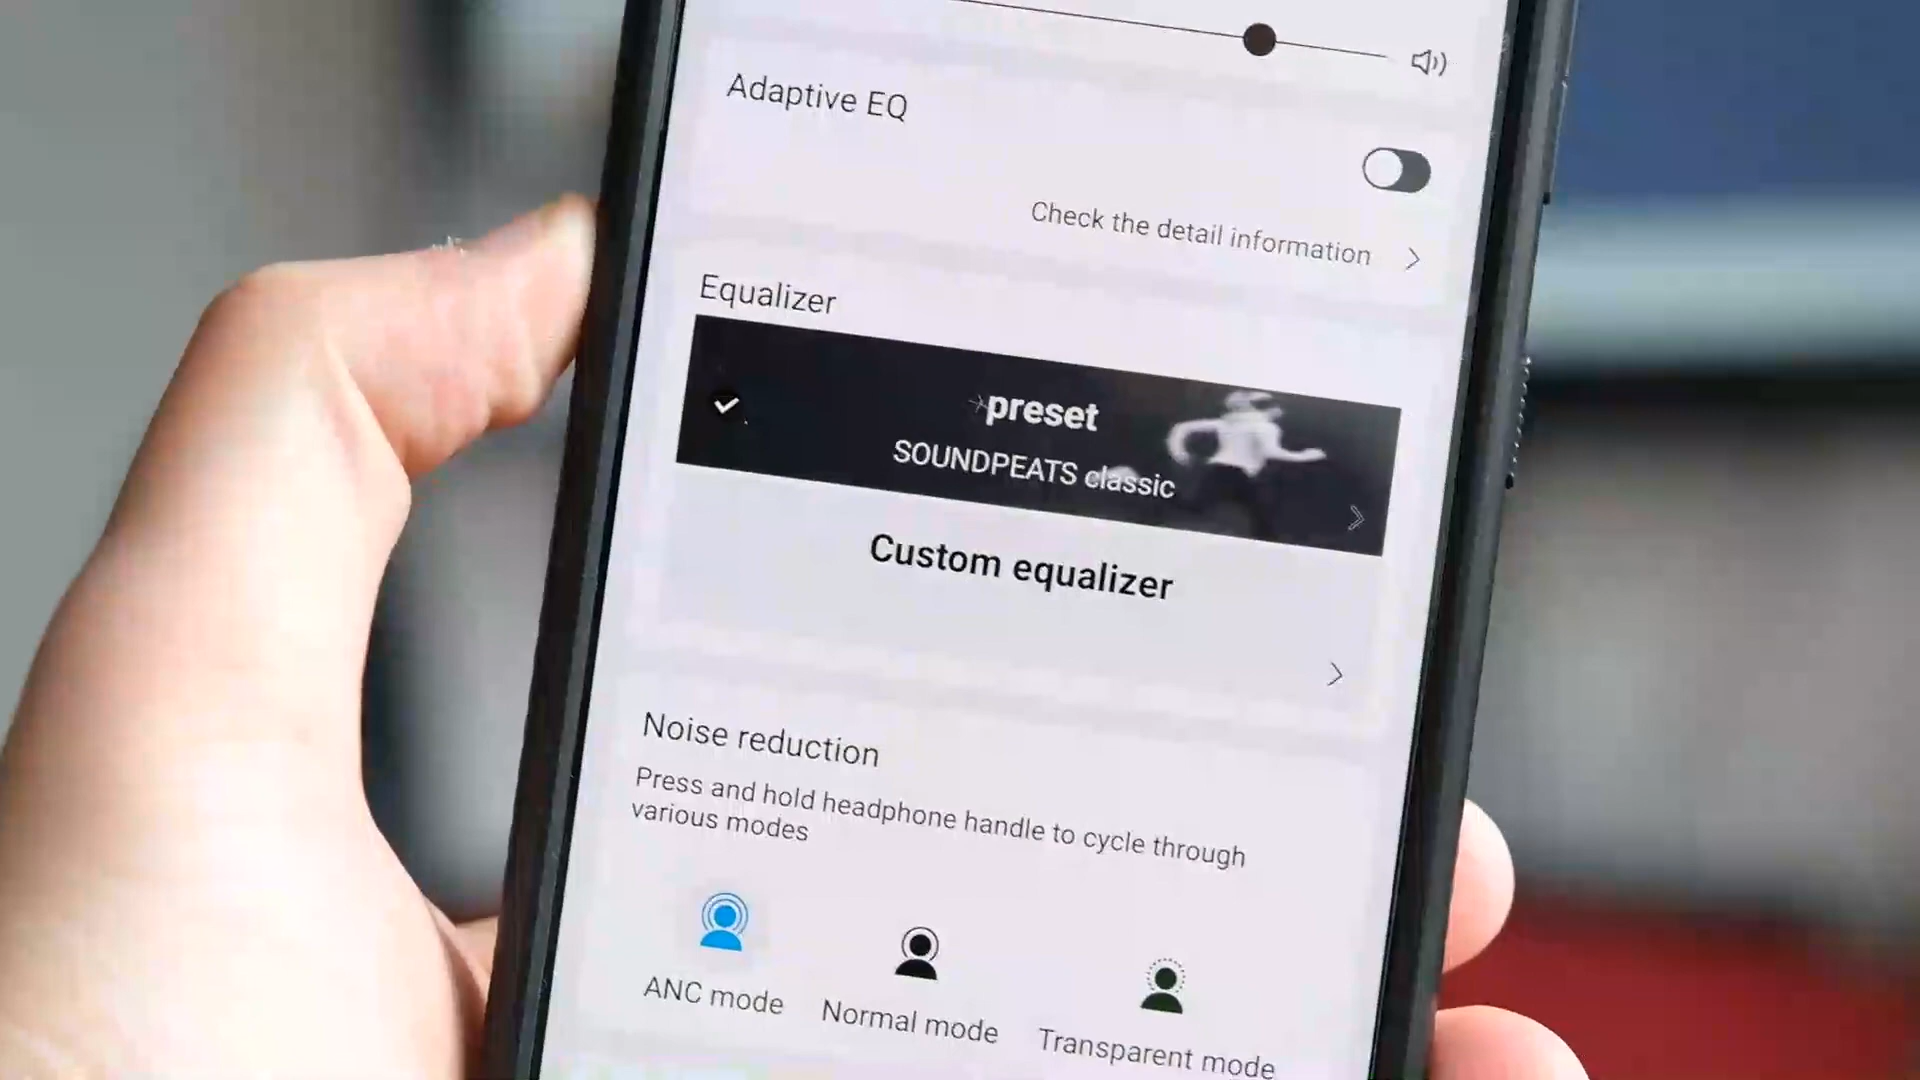 Adaptive EQ
Check the detail information
Equalizer
preset
SOUNDPEATS classic
Custom equalizer
Noise reduction
Press and hold headphone handle to cycle through
various modes
ANC mode
Normal mode
Transparent mode